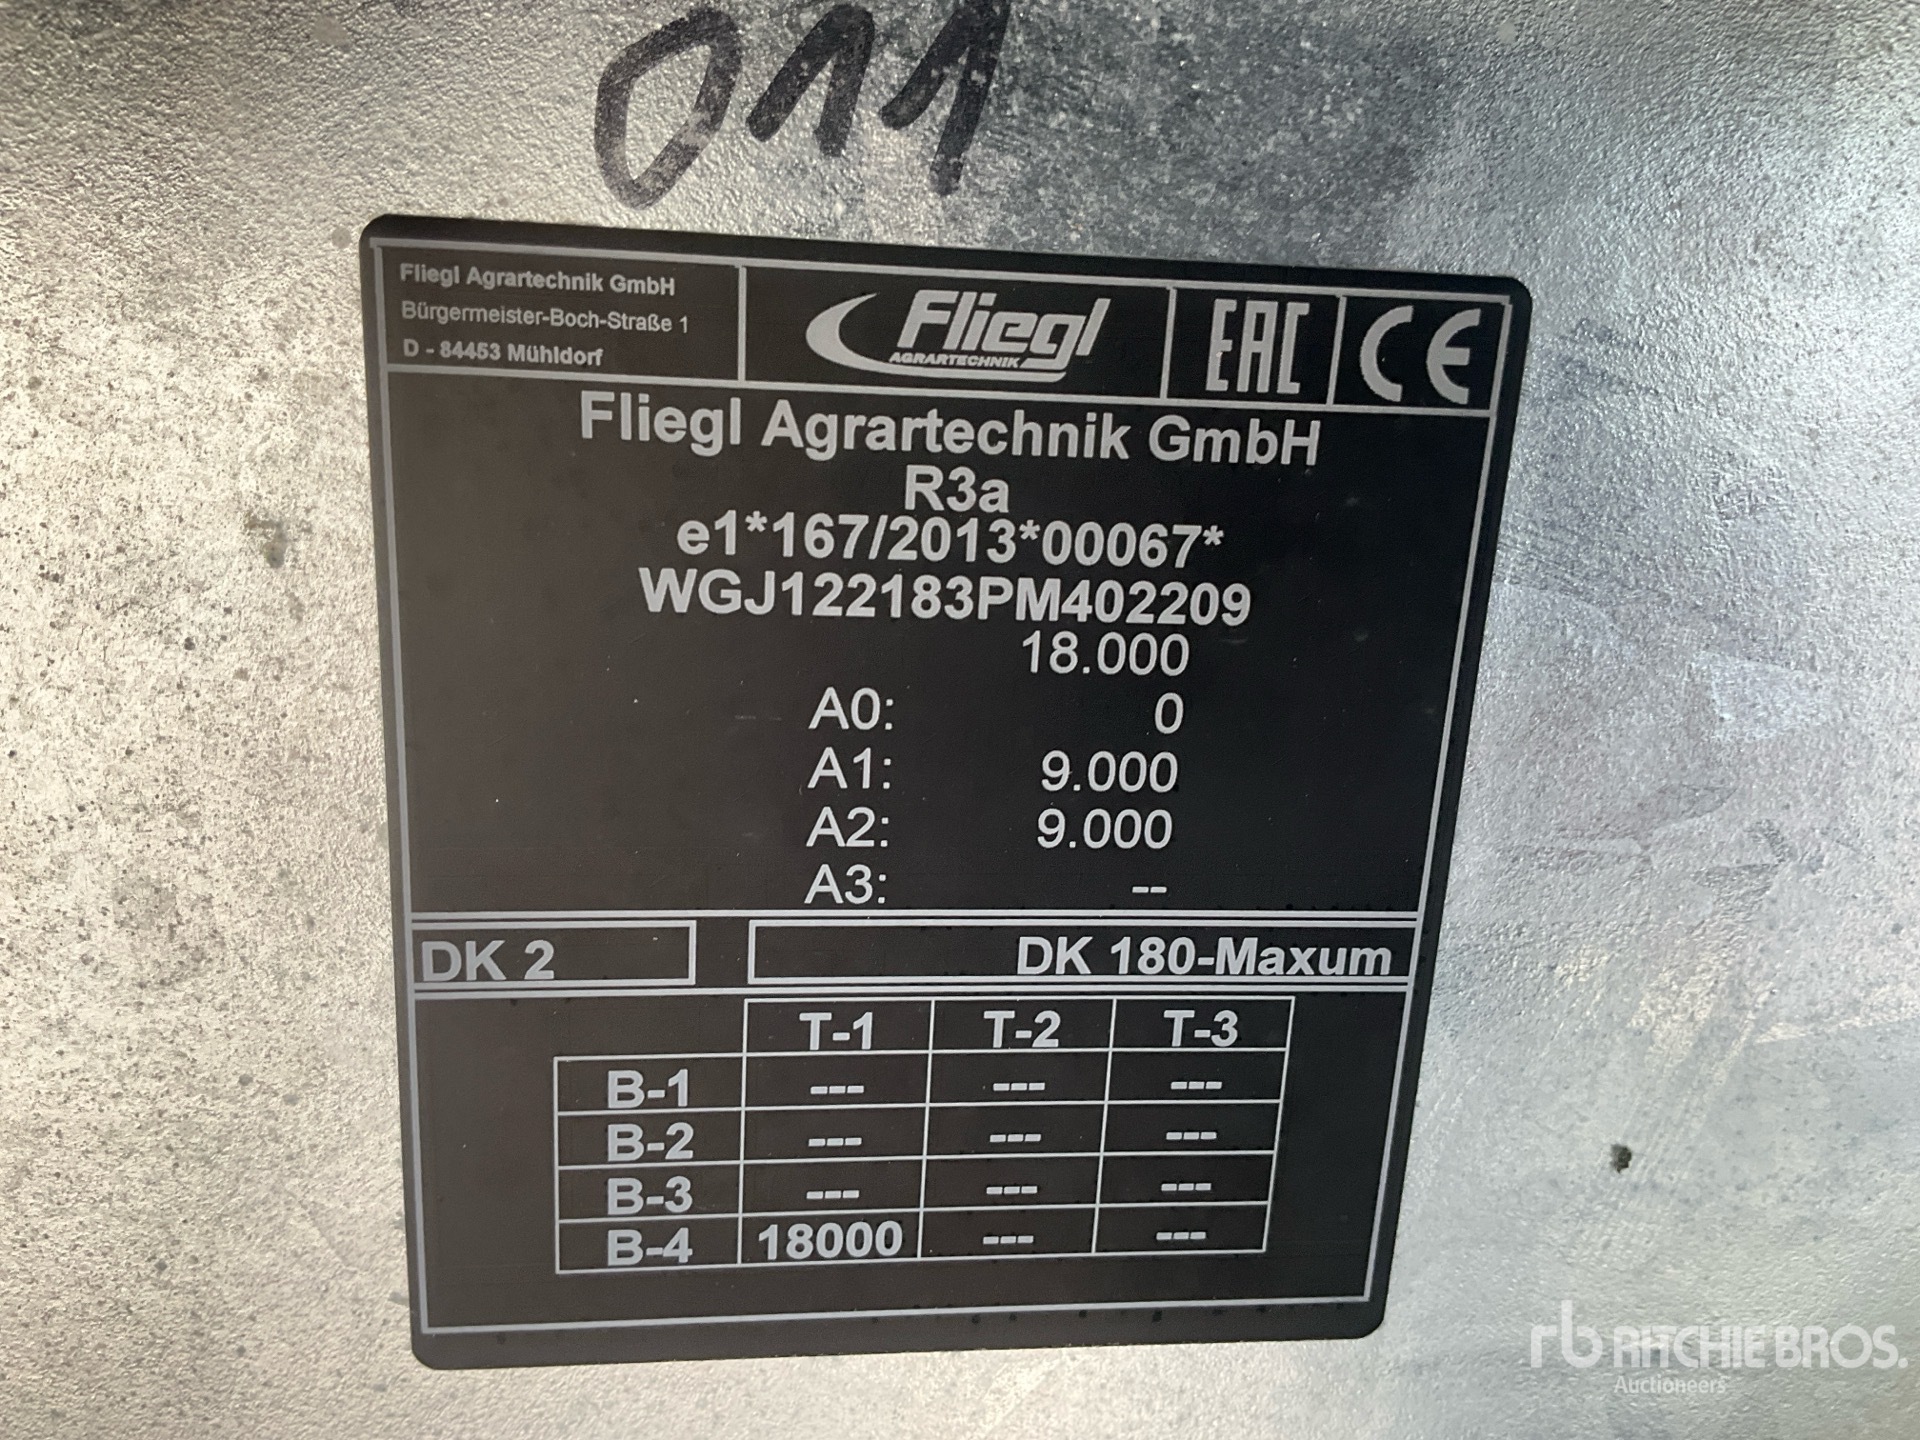 011
Fliegl Agrartechnik GmbH
Bürgermeister-Boch-Straße 1
D - 84453 Mühldorf
Fliegl
AGRARTECHNIK
EAC CE
Fliegl Agrartechnik GmbH
R3a
e1*167/2013*00067*
WGJ122183PM402209
18.000
A0: 0
A1: 9.000
A2: 9.000
A3: --
DK 2 DK 180-Maxum
T-1 T-2 T-3
B-1 --- --- ---
B-2 --- --- ---
B-3 --- --- ---
B-4 18000 --- ---
rb RITCHIE BROS.
Auctioneers